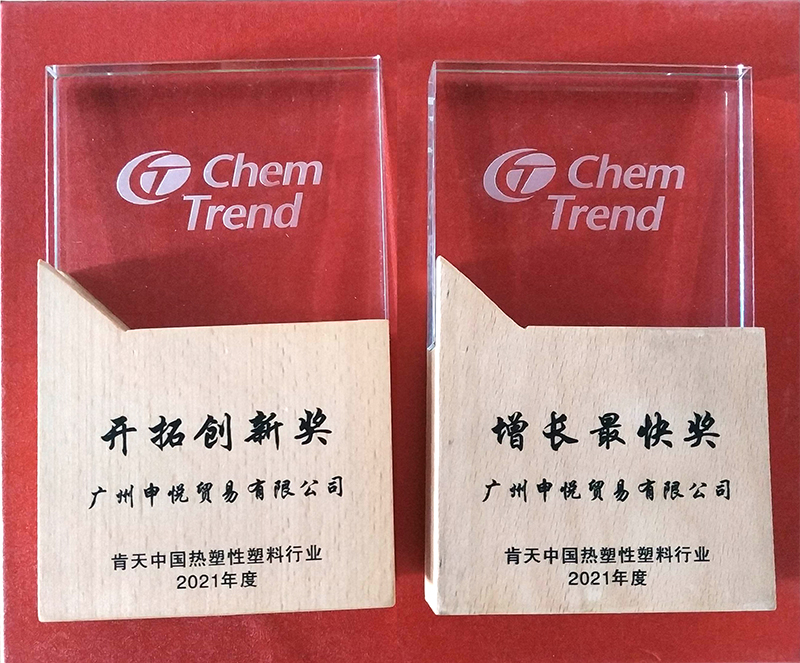 Chem
Trend
开拓创新奖
广州申悦贸易有限公司
肯天中国热塑性塑料行业
2021年度
Chem
Trend
增长最快奖
广州申悦贸易有限公司
肯天中国热塑性塑料行业
2021年度